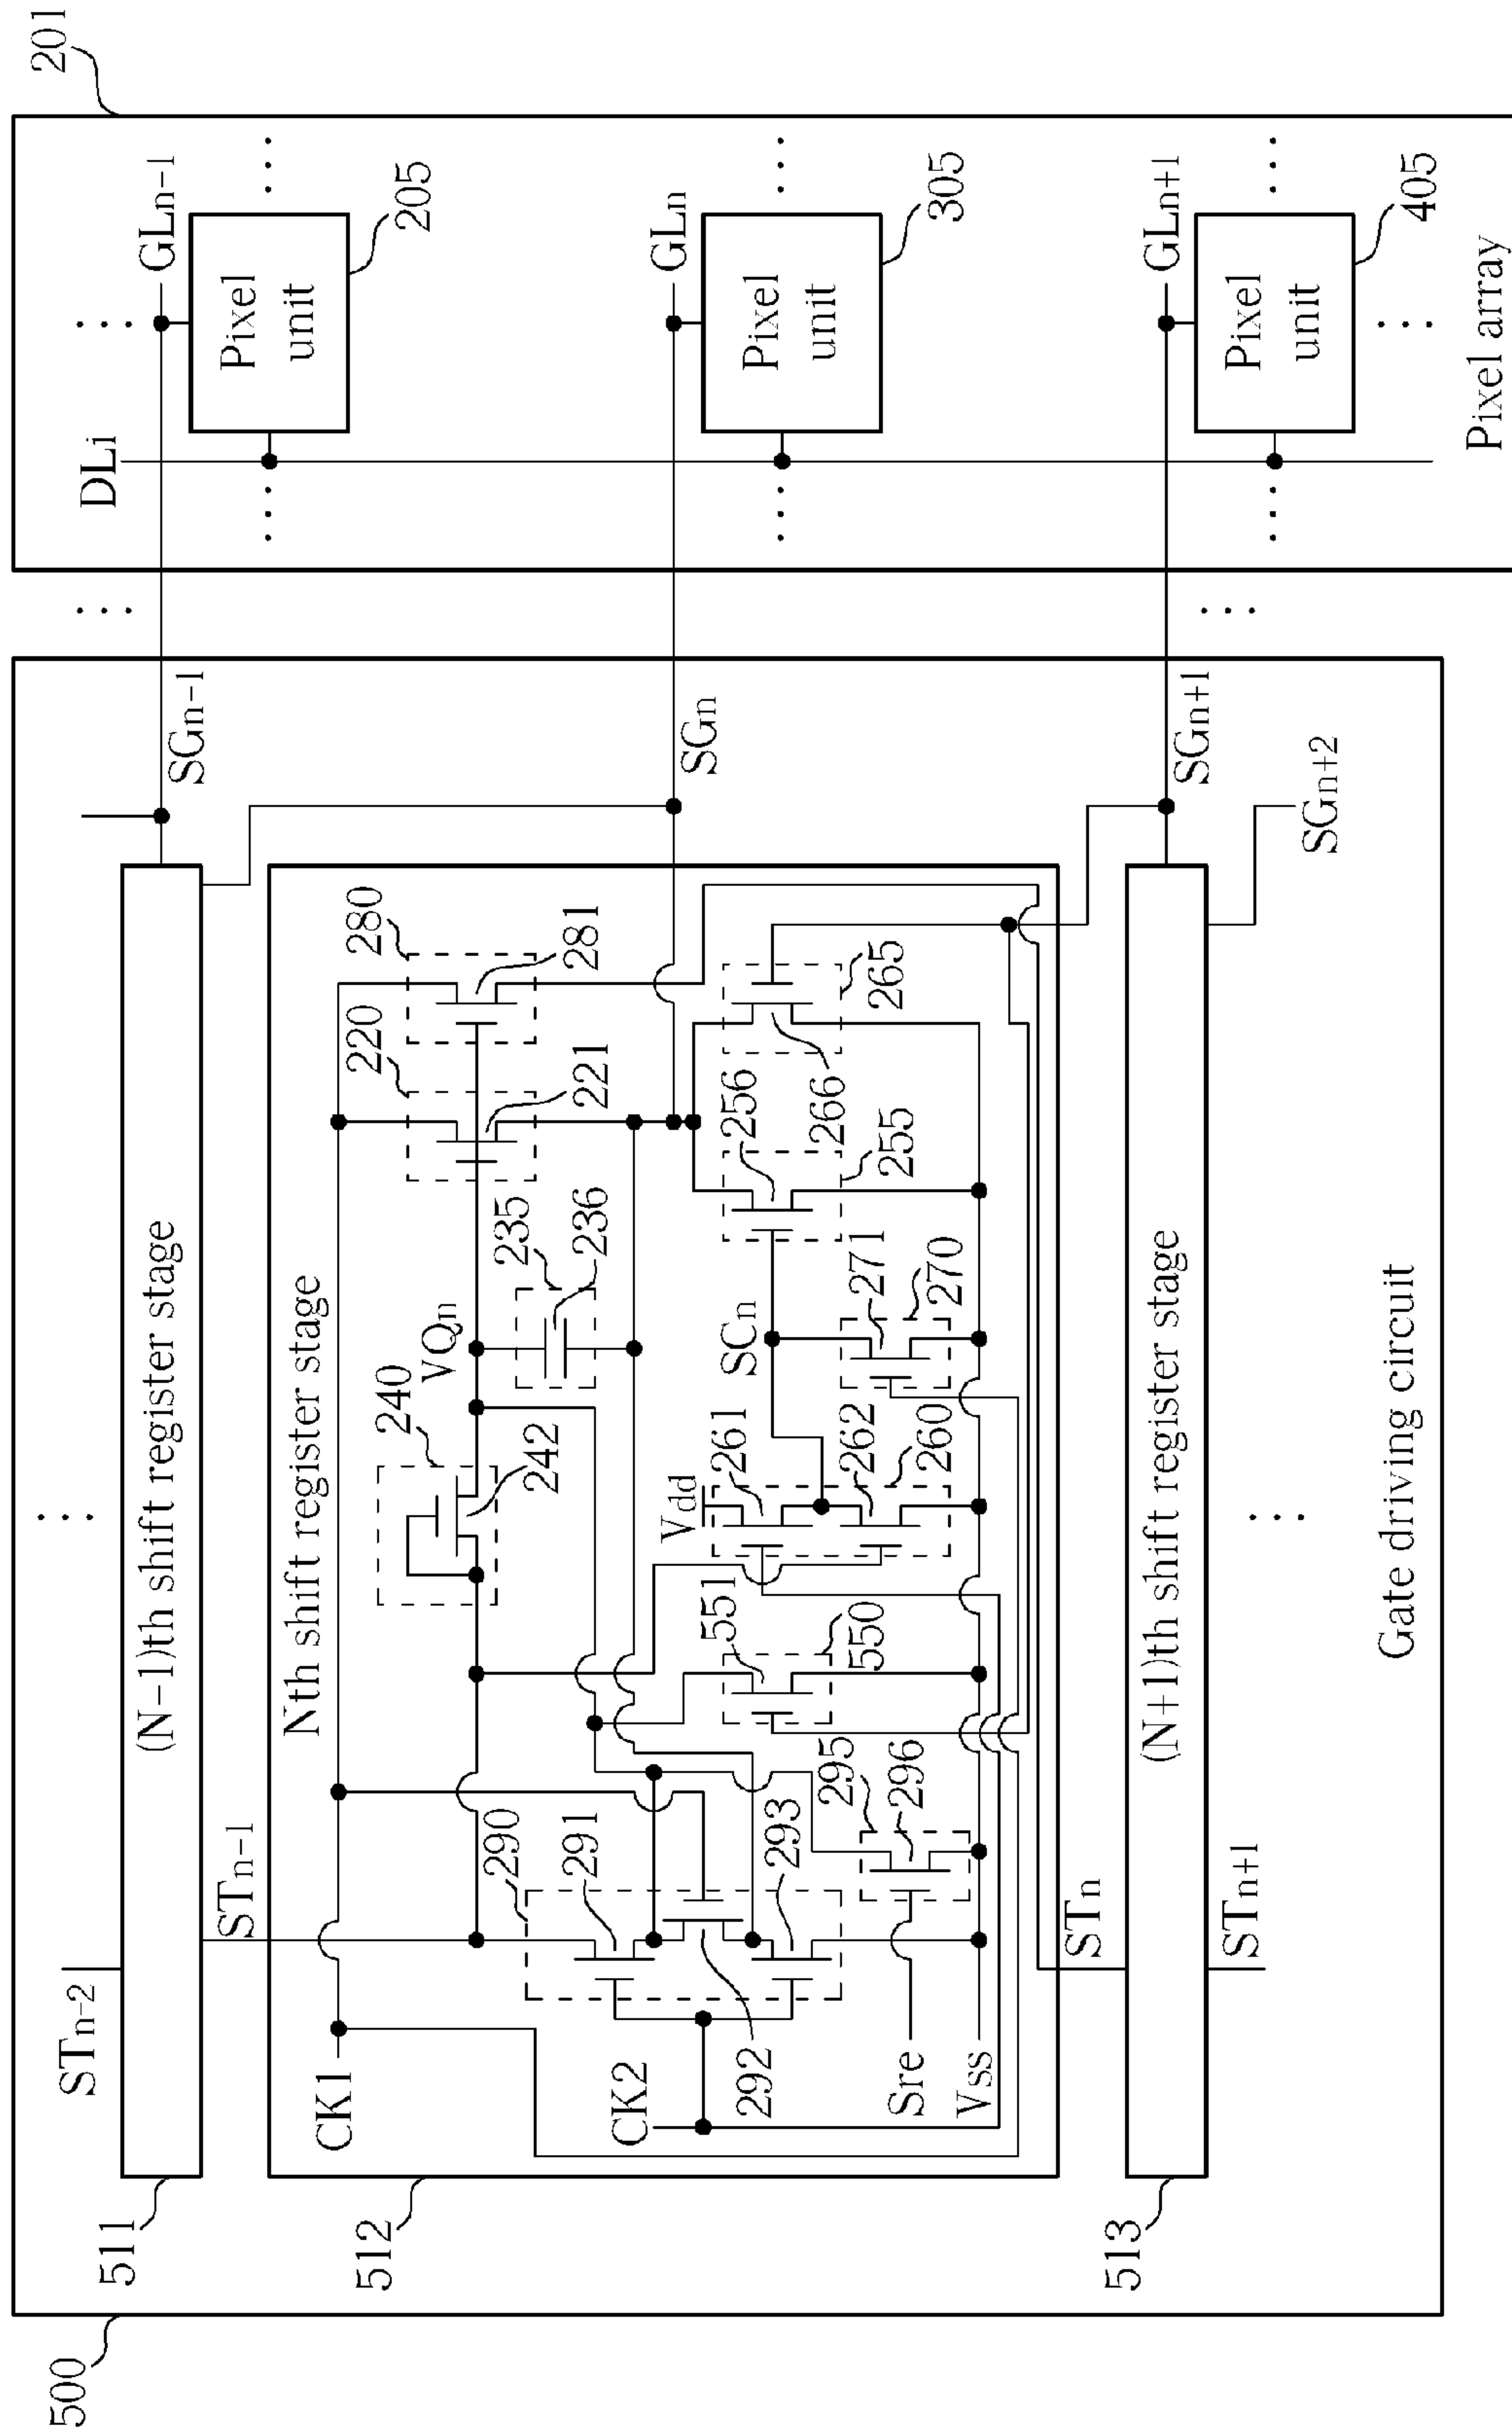 500
511
512
513
STn-2
(N-1)th shift register stage
SGn-1
STn-1
Nth shift register stage
CK1
CK2
Sre
Vss
290
291
292
293
295
296
240
242
VQn
235
236
220
221
280
281
551
550
Vdd
261
262
260
SCn
271
270
256
266
255
265
SGn
STn
(N+1)th shift register stage
STn+1
SGn+1
SGn+2
Gate driving circuit
201
DLi
GLn-1
Pixel
unit
205
GLn
Pixel
unit
305
GLn+1
Pixel
unit
405
Pixel array